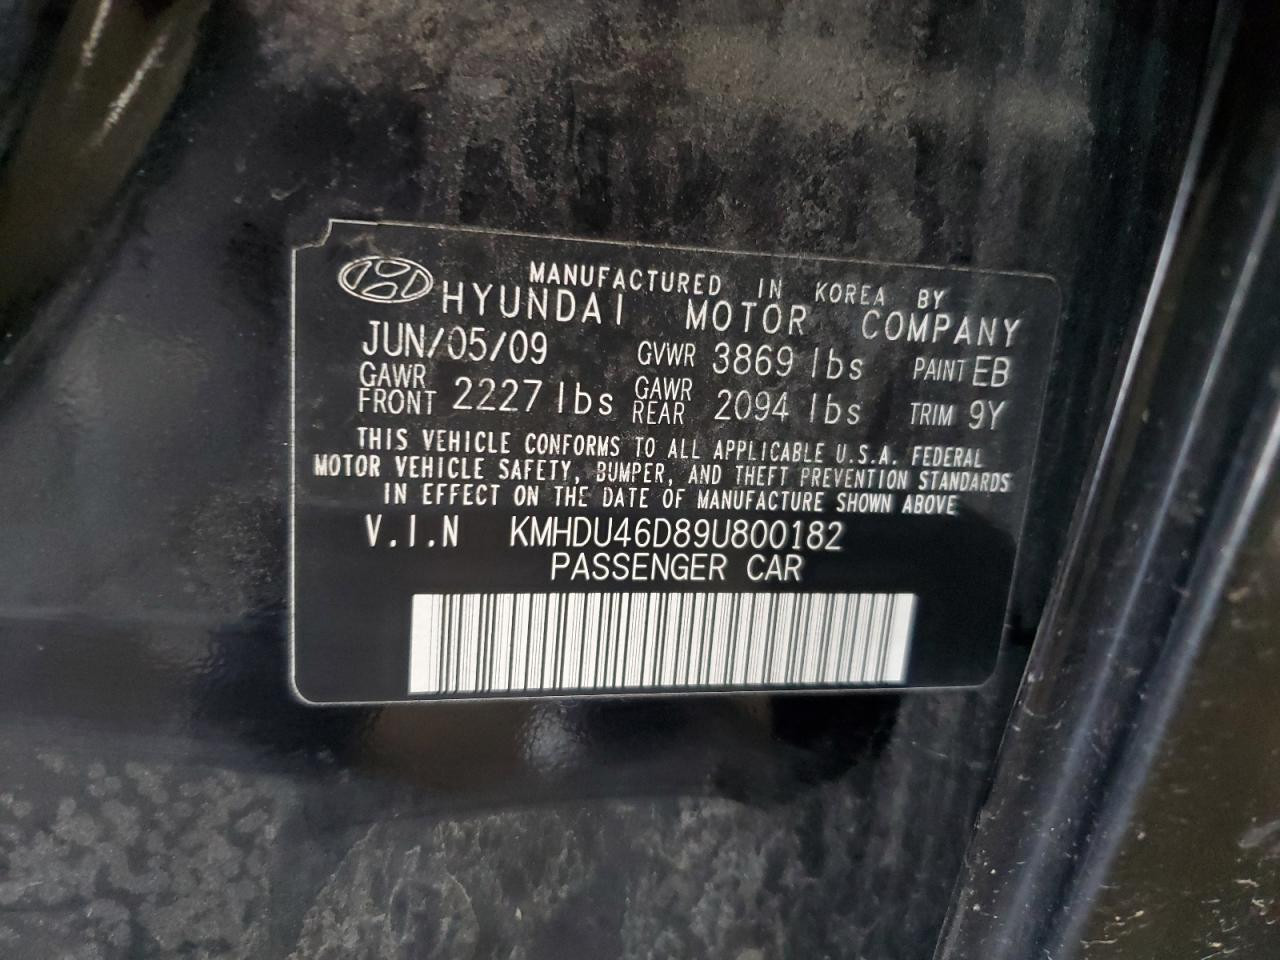 MANUFACTURED IN KOREA BY
HYUNDAI MOTOR COMPANY
JUN/05/09 GVWR 3869 lbs PAINT EB
GAWR FRONT 2227 lbs GAWR REAR 2094 lbs TRIM 9Y
THIS VEHICLE CONFORMS TO ALL APPLICABLE U.S.A. FEDERAL
MOTOR VEHICLE SAFETY, BUMPER, AND THEFT PREVENTION STANDARDS
IN EFFECT ON THE DATE OF MANUFACTURE SHOWN ABOVE
V.I.N KMHDU46D89U800182
PASSENGER CAR